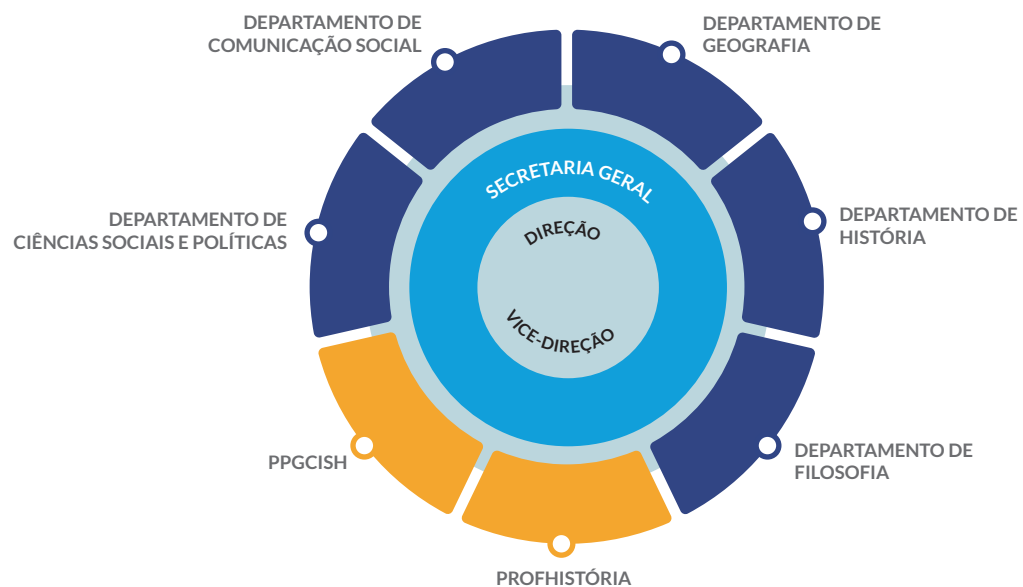 DEPARTAMENTO DE
COMUNICAÇÃO SOCIAL
DEPARTAMENTO DE
GEOGRAFIA
SECRETARIA GERAL
DIREÇÃO
VICE-DIREÇÃO
DEPARTAMENTO DE
CIÊNCIAS SOCIAIS E POLÍTICAS
DEPARTAMENTO DE
HISTÓRIA
PPGCISH
DEPARTAMENTO DE
FILOSOFIA
PROFHISTÓRIA